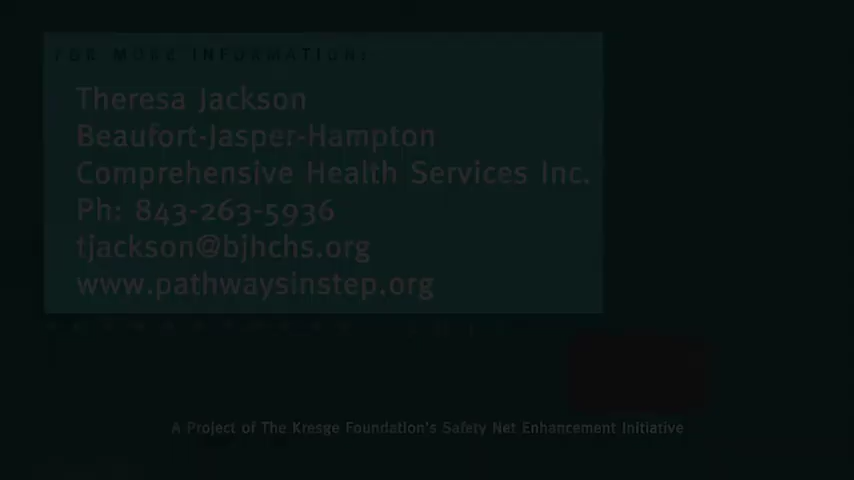 FOR MORE INFORMATION:
Theresa Jackson
Beaufort-Jasper-Hampton
Comprehensive Health Services Inc.
Ph: 843-263-5936
tjackson@bjhchs.org
www.pathwaysinstep.org
A Project of The Kresge Foundation's Safety Net Enhancement Initiative